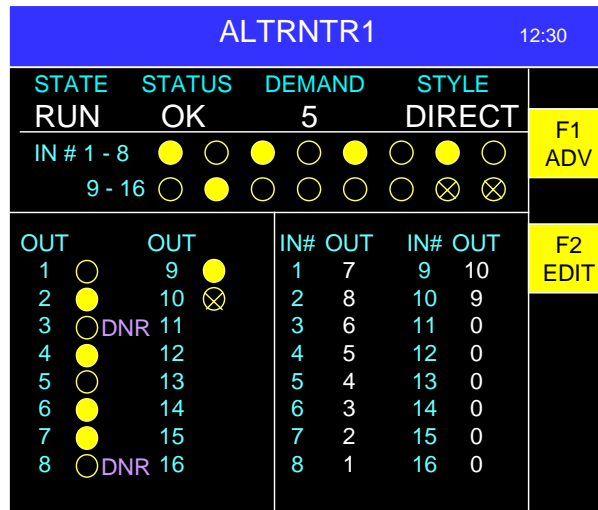 ALTRNTR1 12:30
STATE STATUS DEMAND STYLE
RUN OK 5 DIRECT
F1
ADV
IN # 1 - 8
9 - 16
F2
EDIT
OUT OUT IN# OUT IN# OUT
1 9 1 7 9 10
2 10 2 8 10 9
3 DNR 11 3 6 11 0
4 12 4 5 12 0
5 13 5 4 13 0
6 14 6 3 14 0
7 15 7 2 15 0
8 DNR 16 8 1 16 0